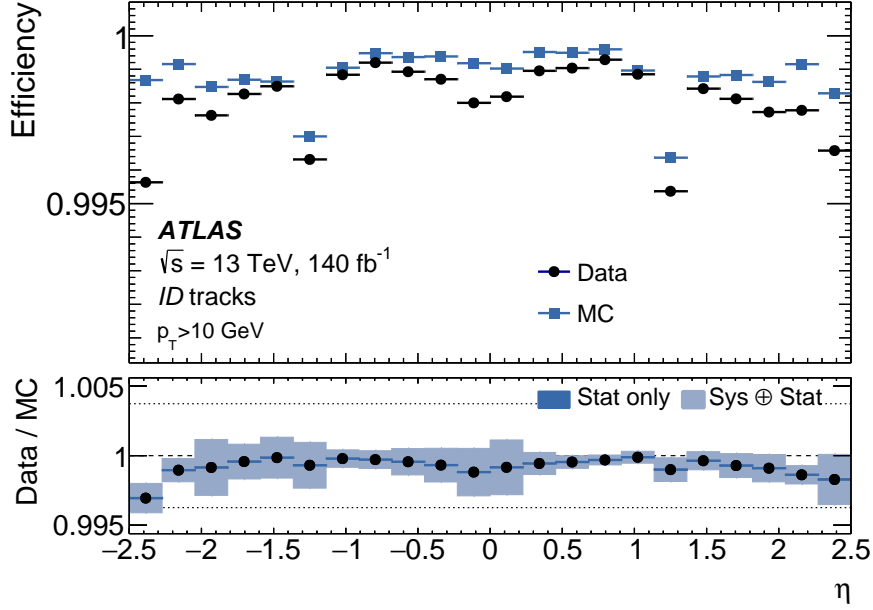 Efficiency
1
0.995
ATLAS
√s = 13 TeV, 140 fb⁻¹
ID tracks
p_T>10 GeV
Data
MC
Data / MC
1.005
1
0.995
Stat only
Sys ⊕ Stat
−2.5 −2 −1.5 −1 −0.5 0 0.5 1 1.5 2 2.5
η